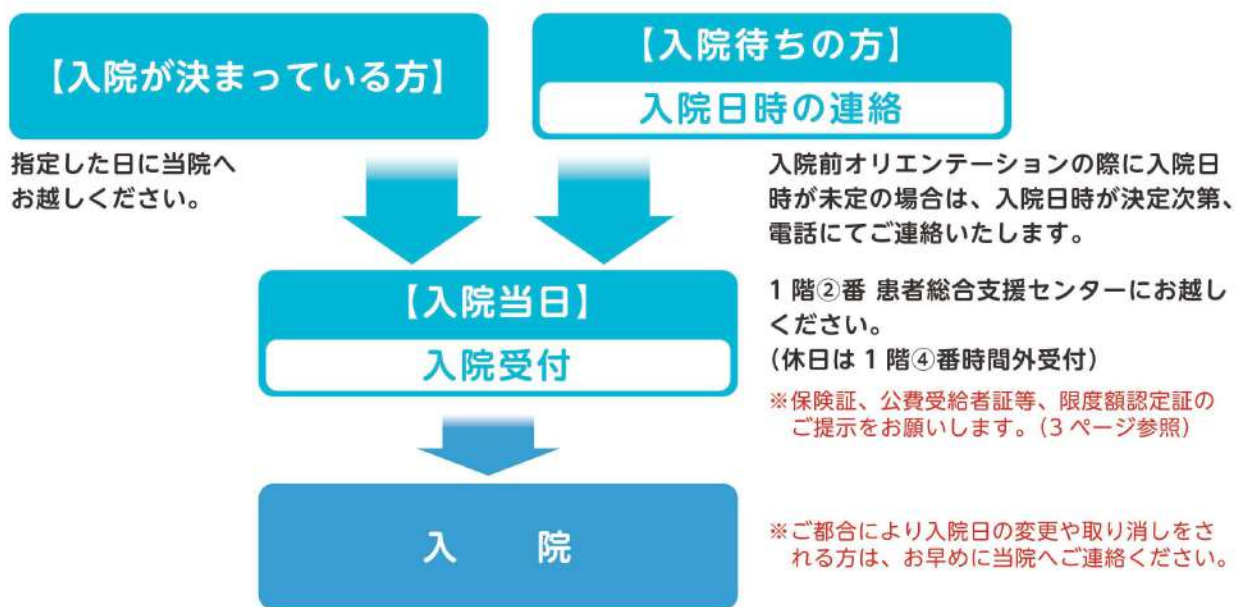 【入院が決まっている方】
指定した日に当院へ
お越しください。
【入院待ちの方】
入院日時の連絡
入院前オリエンテーションの際に入院日
時が未定の場合は、入院日時が決定次第、
電話にてご連絡いたします。
【入院当日】
入院受付
1階②番 患者総合支援センターにお越し
ください。
(休日は1階④番時間外受付)
※保険証、公費受給者証等、限度額認定証の
ご提示をお願いします。(3ページ参照)
入 院
※ご都合により入院日の変更や取り消しをさ
れる方は、お早めに当院へご連絡ください。